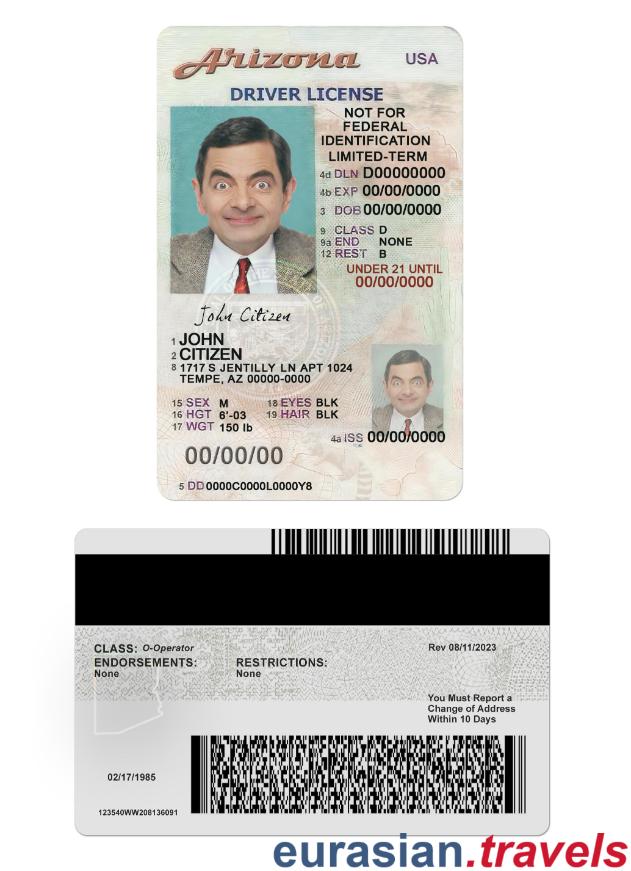 Arizona USA
DRIVER LICENSE
NOT FOR
FEDERAL
IDENTIFICATION
LIMITED-TERM
4d DLN D00000000
4b EXP 00/00/0000
3 DOB 00/00/0000
9 CLASS D
9a END NONE
12 REST B
UNDER 21 UNTIL
00/00/0000
John Citizen
1 JOHN
2 CITIZEN
8 1717 S JENTILLY LN APT 1024
TEMPE, AZ 00000-0000
15 SEX M 18 EYES BLK
16 HGT 6'-03 19 HAIR BLK
17 WGT 150 lb
4a ISS 00/00/0000
00/00/00
5 DD 0000C0000L0000Y8
CLASS: O-Operator
ENDORSEMENTS:
None
RESTRICTIONS:
None
Rev 08/11/2023
You Must Report a
Change of Address
Within 10 Days
02/17/1985
123540WW208136091
eurasian.travels